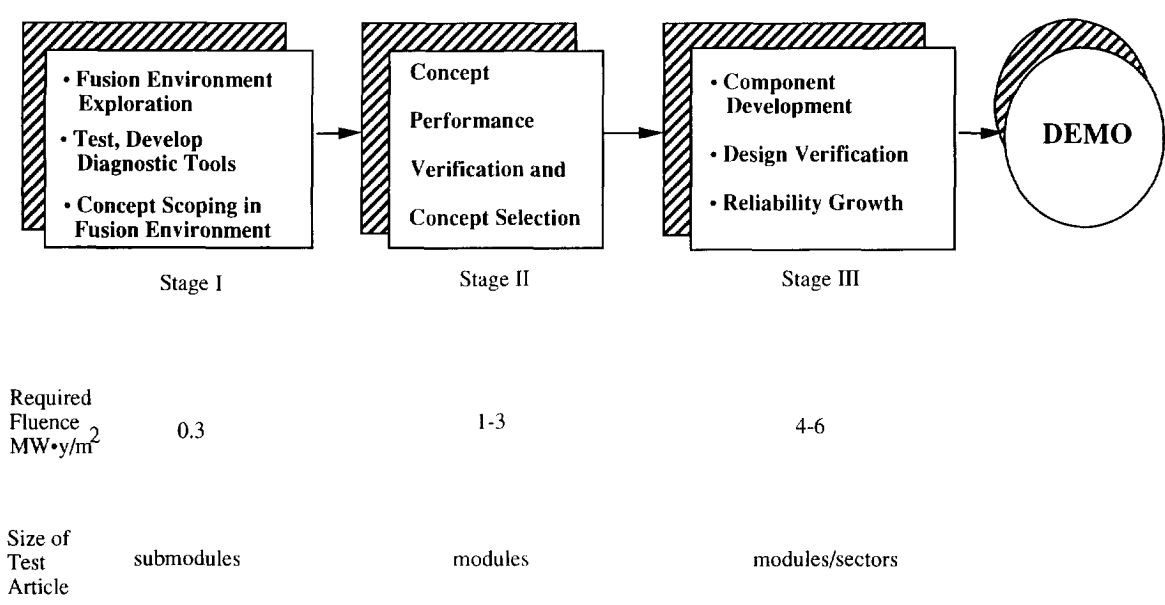 • Fusion Environment
Exploration
• Test, Develop
Diagnostic Tools
• Concept Scoping in
Fusion Environment
Stage I
Concept
Performance
Verification and
Concept Selection
Stage II
• Component
Development
• Design Verification
• Reliability Growth
Stage III
DEMO
Required
Fluence
MW•y/m2
0.3
1-3
4-6
Size of
Test
Article
submodules
modules
modules/sectors